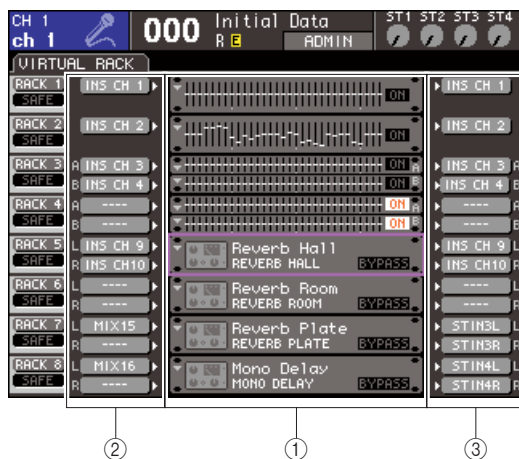 CH 1
ch 1
000
Initial Data
R E ADMIN
ST1 ST2 ST3 ST4
VIRTUAL RACK
RACK 1 INS CH 1 ON INS CH 1
SAFE
RACK 2 INS CH 2 ON INS CH 2
SAFE
RACK 3 A INS CH 3 ON A INS CH 3 A
SAFE B INS CH 4 ON B INS CH 4 B
RACK 4 A ---- ON A ---- A
SAFE B ---- ON B ---- B
RACK 5 L INS CH 9 Reverb Hall INS CH 9 L
SAFE R INS CH10 REVERB HALL BYPASS INS CH10 R
RACK 6 L ---- Reverb Room ---- L
SAFE R ---- REVERB ROOM BYPASS ---- R
RACK 7 L MIX15 Reverb Plate STIN3L L
SAFE R ---- REVERB PLATE BYPASS STIN3R R
RACK 8 L MIX16 Mono Delay STIN4L L
SAFE R ---- MONO DELAY BYPASS STIN4R R
② ① ③